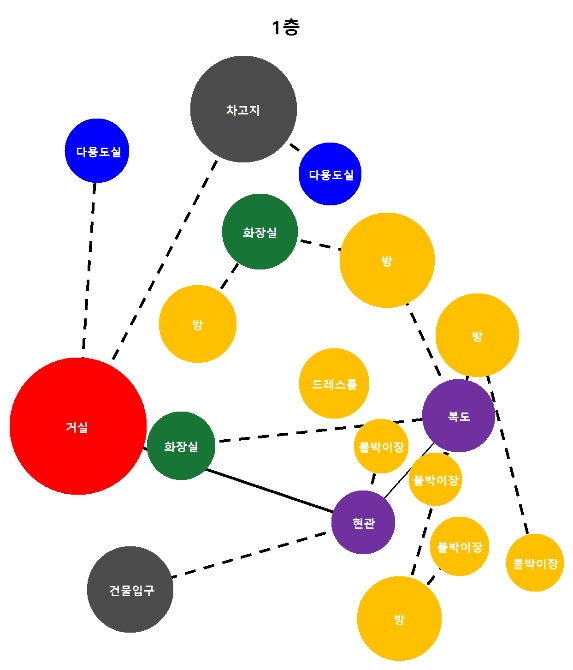 1층
차고지
다용도실
다용도실
화장실
방
방
방
드레스룸
복도
거실
화장실
붙박이장
붙박이장
현관
붙박이장
붙박이장
건물입구
방